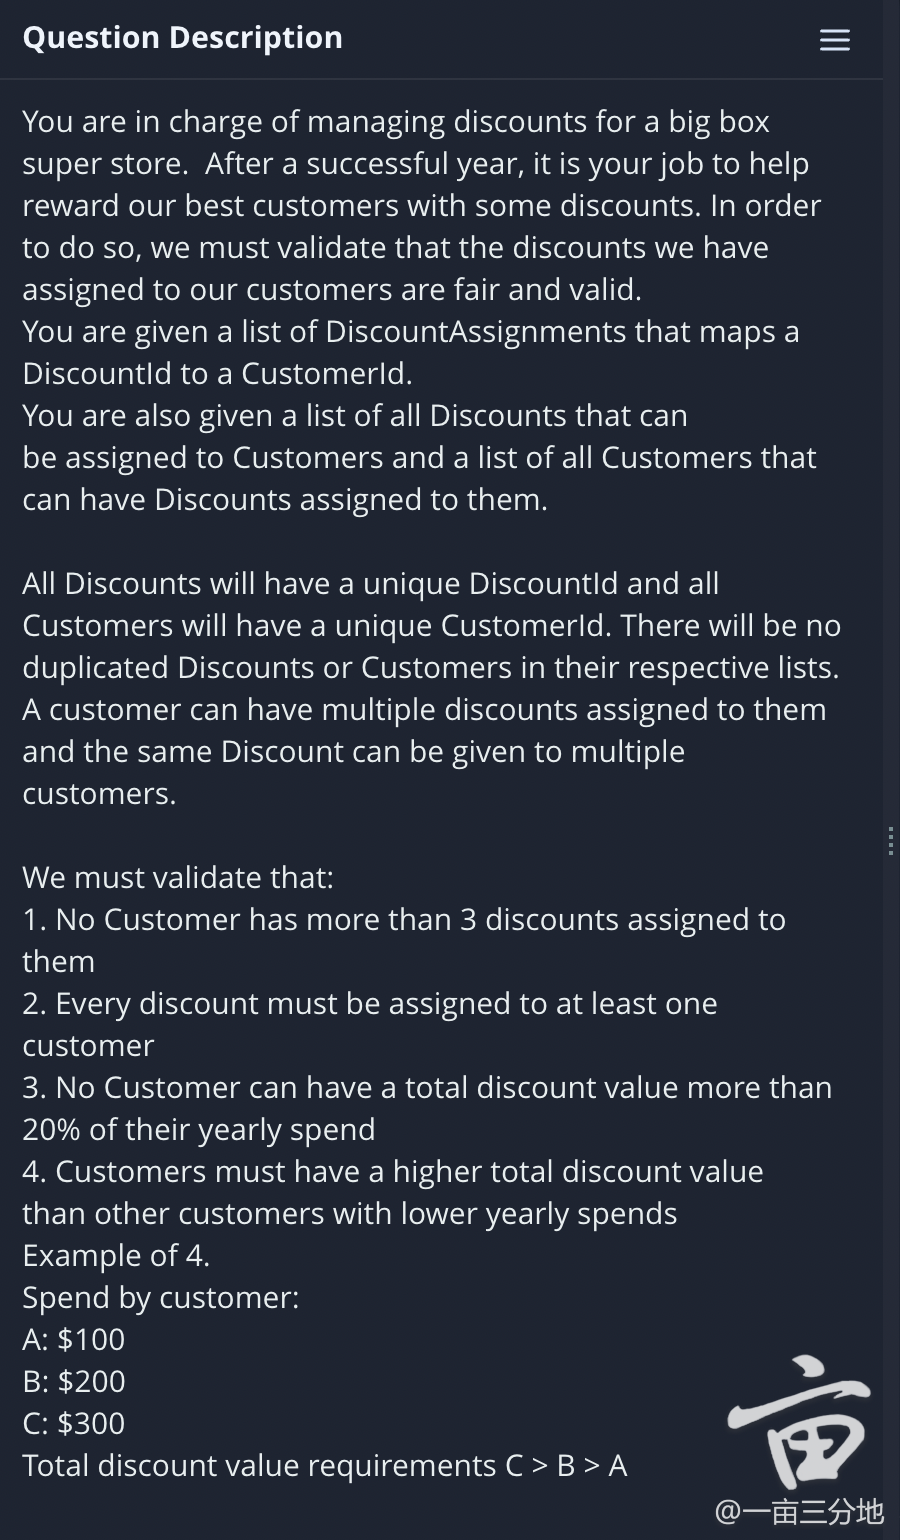 Question Description
You are in charge of managing discounts for a big box
super store.  After a successful year, it is your job to help
reward our best customers with some discounts. In order
to do so, we must validate that the discounts we have
assigned to our customers are fair and valid.
You are given a list of DiscountAssignments that maps a
DiscountId to a CustomerId.
You are also given a list of all Discounts that can
be assigned to Customers and a list of all Customers that
can have Discounts assigned to them.
All Discounts will have a unique DiscountId and all
Customers will have a unique CustomerId. There will be no
duplicated Discounts or Customers in their respective lists.
A customer can have multiple discounts assigned to them
and the same Discount can be given to multiple
customers.
We must validate that:
1. No Customer has more than 3 discounts assigned to
them
2. Every discount must be assigned to at least one
customer
3. No Customer can have a total discount value more than
20% of their yearly spend
4. Customers must have a higher total discount value
than other customers with lower yearly spends
Example of 4.
Spend by customer:
A: $100
B: $200
C: $300
Total discount value requirements C > B > A
亩
@一亩三分地